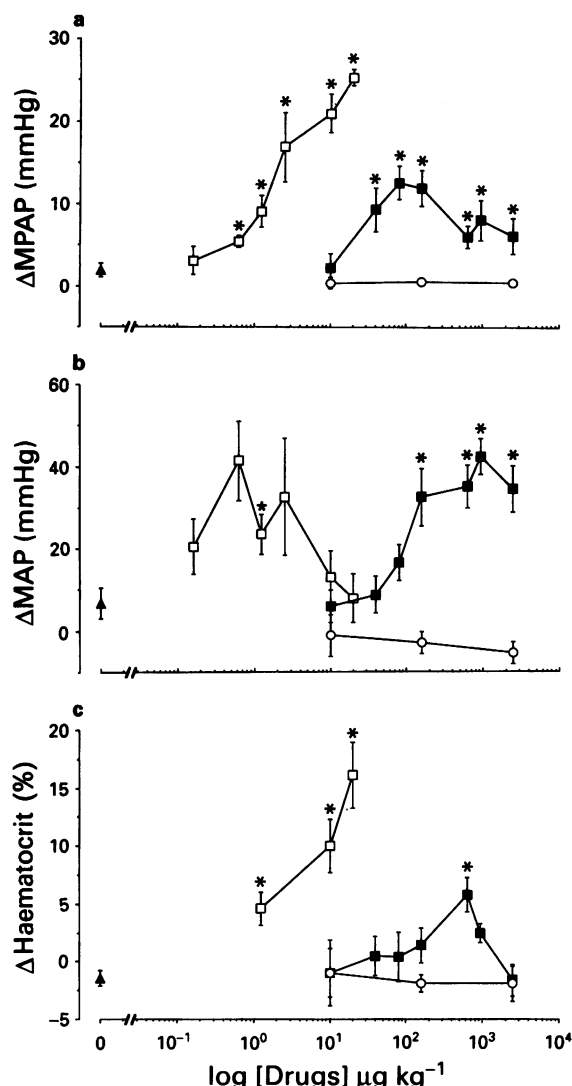 a
30
20
10
0
ΔMPAP (mmHg)
* * * * * * * * * * * *
b
60
40
20
0
ΔMAP (mmHg)
* * * * *
c
20
15
10
5
0
−5
ΔHaematocrit (%)
* * * *
0 10⁻¹ 10⁰ 10¹ 10² 10³ 10⁴
log [Drugs] μg kg⁻¹